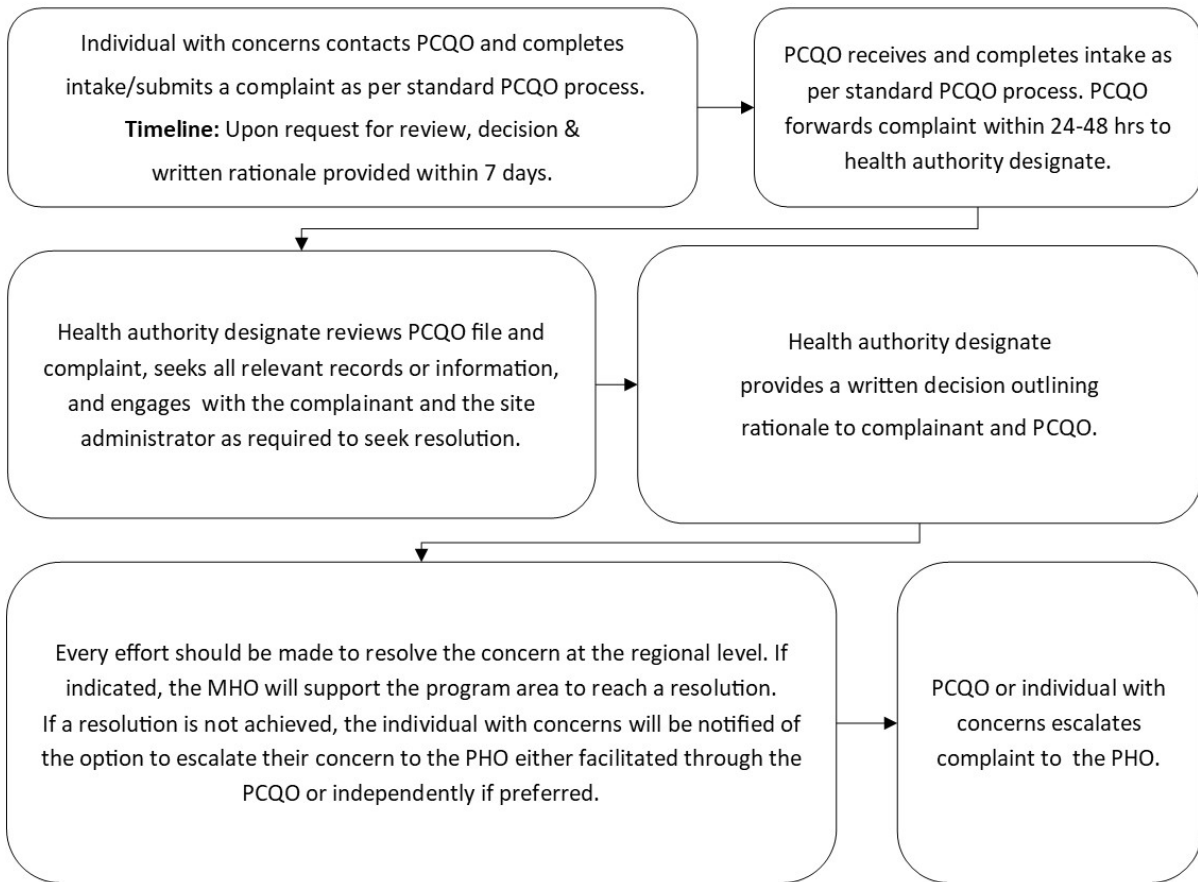 Individual with concerns contacts PCQO and completes
intake/submits a complaint as per standard PCQO process.
Timeline: Upon request for review, decision &
written rationale provided within 7 days.
PCQO receives and completes intake as
per standard PCQO process. PCQO
forwards complaint within 24-48 hrs to
health authority designate.
Health authority designate reviews PCQO file and
complaint, seeks all relevant records or information,
and engages with the complainant and the site
administrator as required to seek resolution.
Health authority designate
provides a written decision outlining
rationale to complainant and PCQO.
Every effort should be made to resolve the concern at the regional level. If
indicated, the MHO will support the program area to reach a resolution.
If a resolution is not achieved, the individual with concerns will be notified of
the option to escalate their concern to the PHO either facilitated through the
PCQO or independently if preferred.
PCQO or individual with
concerns escalates
complaint to the PHO.